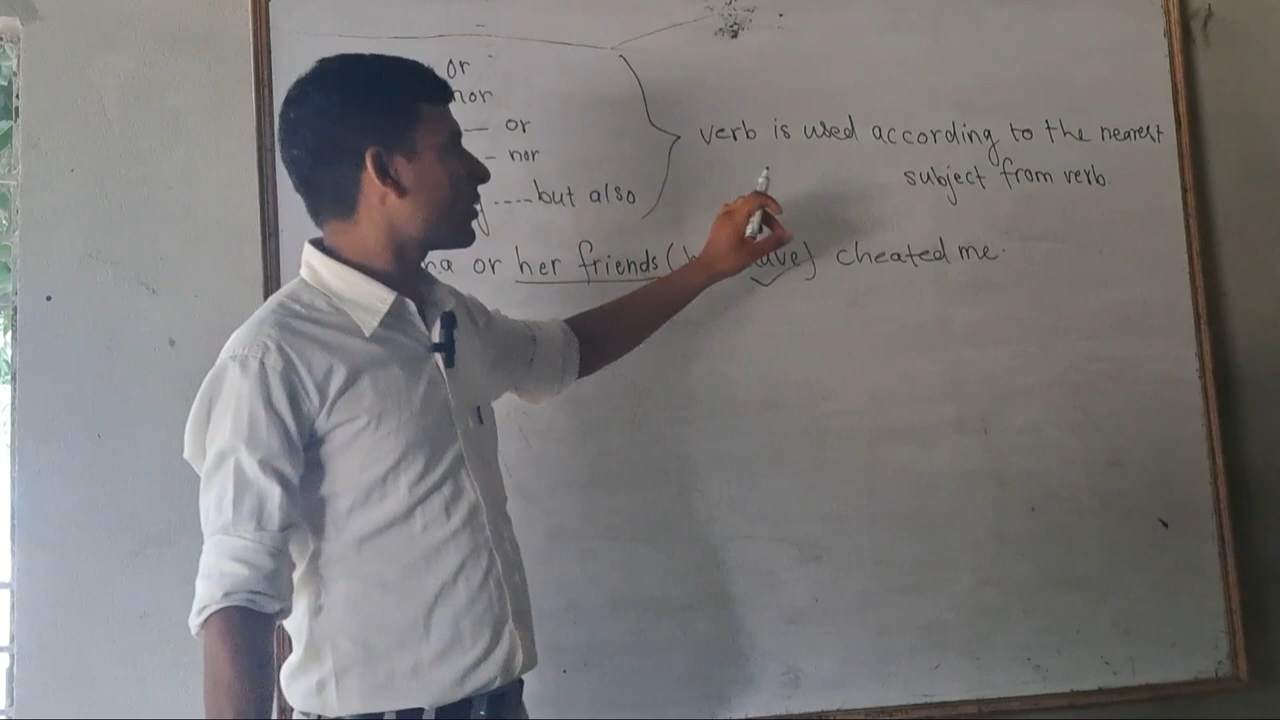 or
nor
— or
- nor
---- but also
verb is used according to the nearest
subject from verb.
or her friends ( ) cheated me.